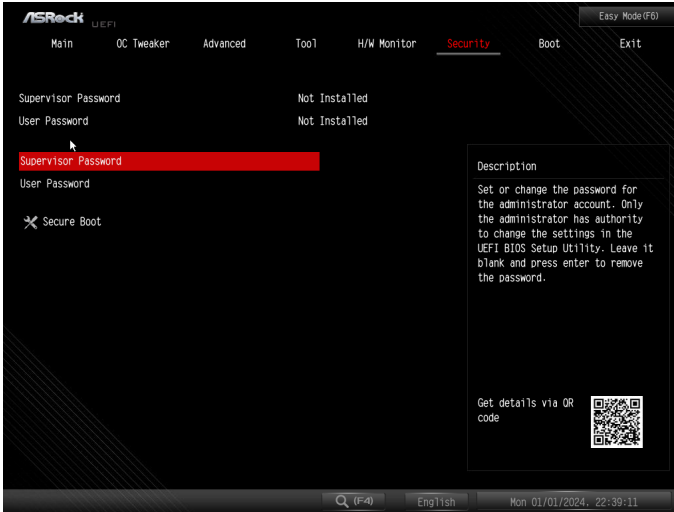 ASRock UEFI
Easy Mode(F6)
Main OC Tweaker Advanced Tool H/W Monitor Security Boot Exit
Supervisor Password Not Installed
User Password Not Installed
Supervisor Password
User Password
Secure Boot
Description
Set or change the password for
the administrator account. Only
the administrator has authority
to change the settings in the
UEFI BIOS Setup Utility. Leave it
blank and press enter to remove
the password.
Get details via QR
code
(F4) English Mon 01/01/2024. 22:39:11